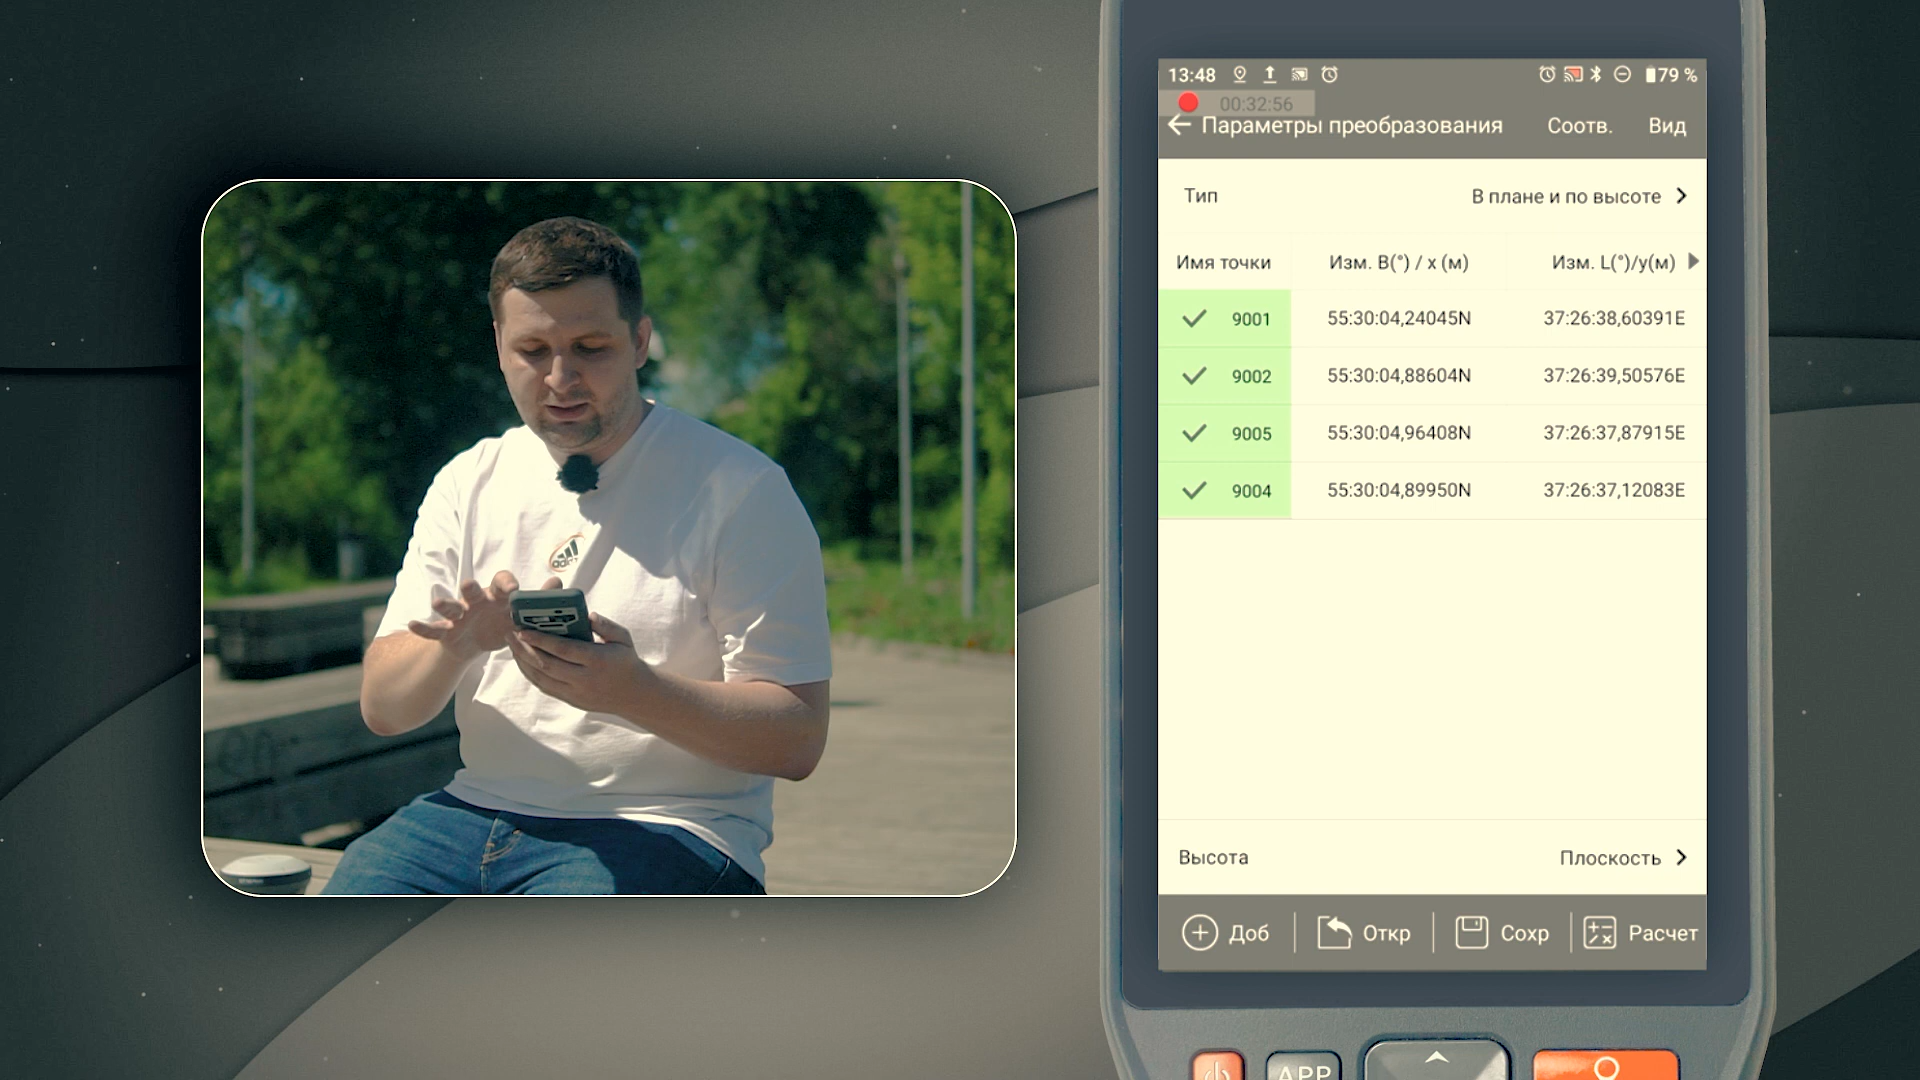 13:48
79 %
00:32:56
Параметры преобразования Соотв. Вид
Тип В плане и по высоте
Имя точки Изм. B(°) / x (м) Изм. L(°)/y(м)
9001 55:30:04,24045N 37:26:38,60391E
9002 55:30:04,88604N 37:26:39,50576E
9005 55:30:04,96408N 37:26:37,87915E
9004 55:30:04,89950N 37:26:37,12083E
Высота Плоскость
Доб Откр Сохр Расчет
APP